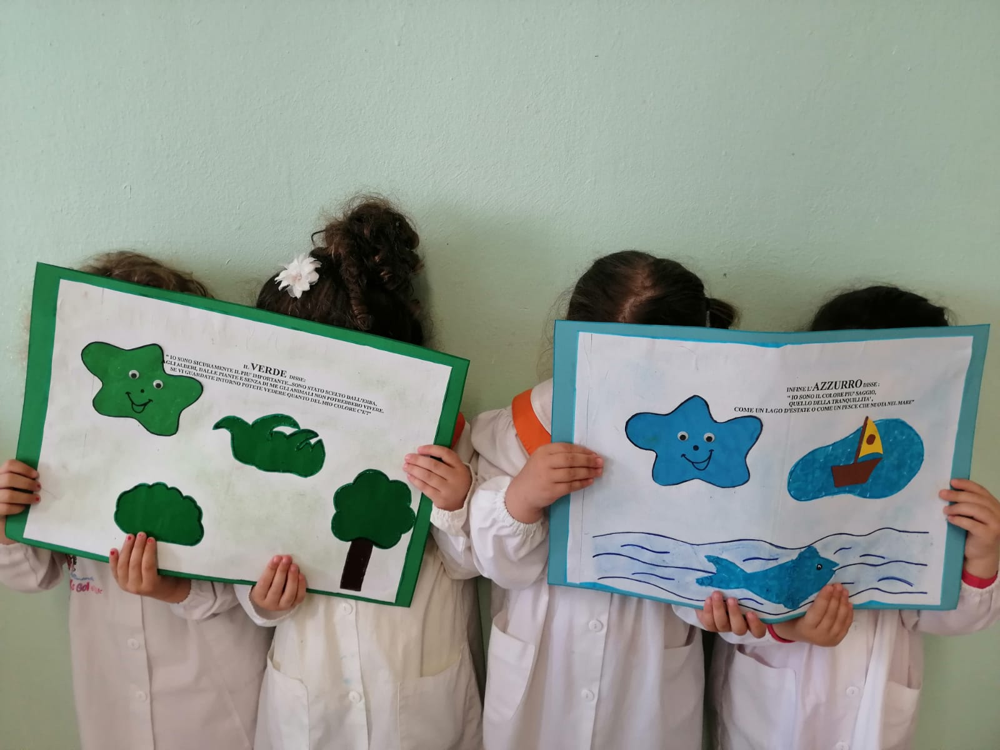 IL VERDE DISSE:
" IO SONO SICURAMENTE IL PIU' IMPORTANTE...SONO STATO SCELTO DALL'ERBA,
AGLI ALBERI, DALLE PIANTE E SENZA DI ME GLI ANIMALI NON POTREBBERO VIVERE.
SE VI GUARDATE INTORNO POTETE VEDERE QUANTO DEL MIO COLORE C'E'!"
INFINE L'AZZURRO DISSE :
" IO SONO IL COLORE PIU' SAGGIO,
QUELLO DELLA TRANQUILLITA' ,
COME UN LAGO D'ESTATE O COME UN PESCE CHE NUOTA NEL MARE"